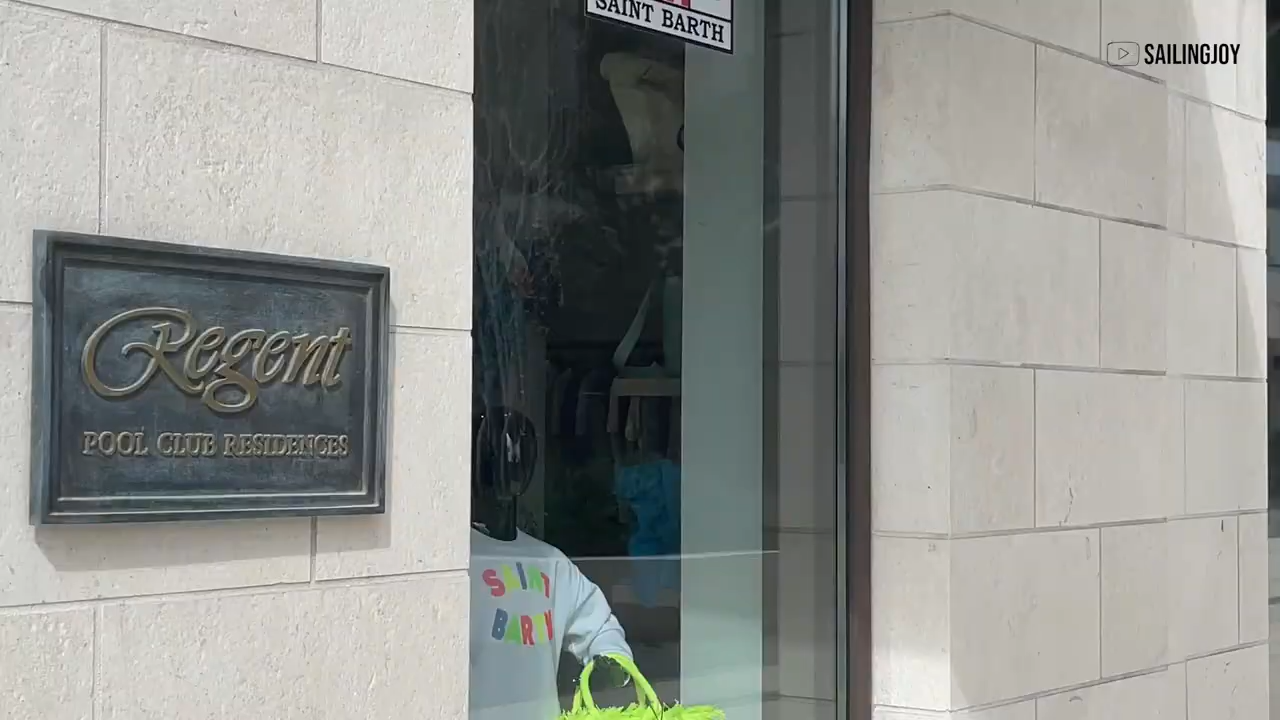 SAINT BARTH
SAILINGJOY
Regent
POOL CLUB RESIDENCES
SAINT
BARTH